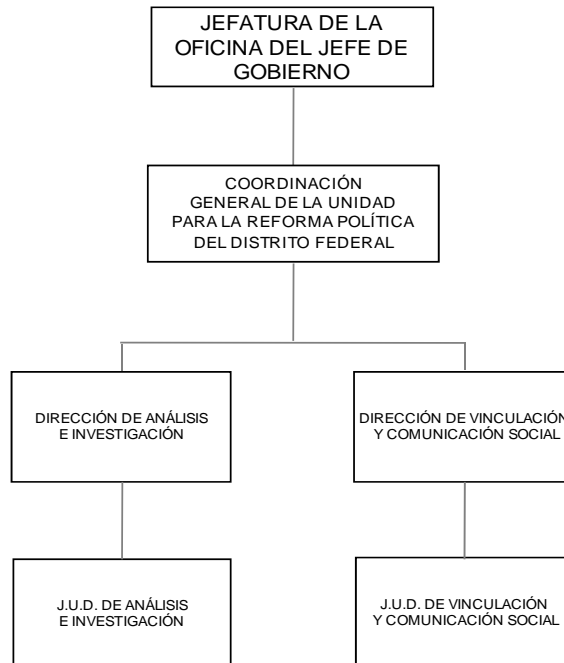 JEFATURA DE LA
OFICINA DEL JEFE DE
GOBIERNO
COORDINACIÓN
GENERAL DE LA UNIDAD
PARA LA REFORMA POLÍTICA
DEL DISTRITO FEDERAL
DIRECCIÓN DE ANÁLISIS
E INVESTIGACIÓN
DIRECCIÓN DE VINCULACIÓN
Y COMUNICACIÓN SOCIAL
J.U.D. DE ANÁLISIS
E INVESTIGACIÓN
J.U.D. DE VINCULACIÓN
Y COMUNICACIÓN SOCIAL